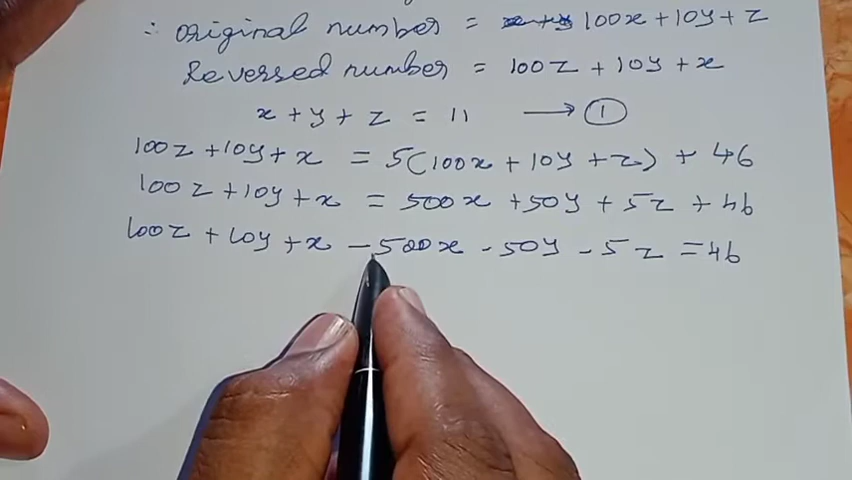 ∴ original number = 100x+10y+z
Reversed number = 100z+10y+x
x+y+z = 11 → ①
100z+10y+x = 5(100x+10y+z) + 46
100z+10y+x = 500x+50y+5z+46
100z+10y+x-500x-50y-5z=46